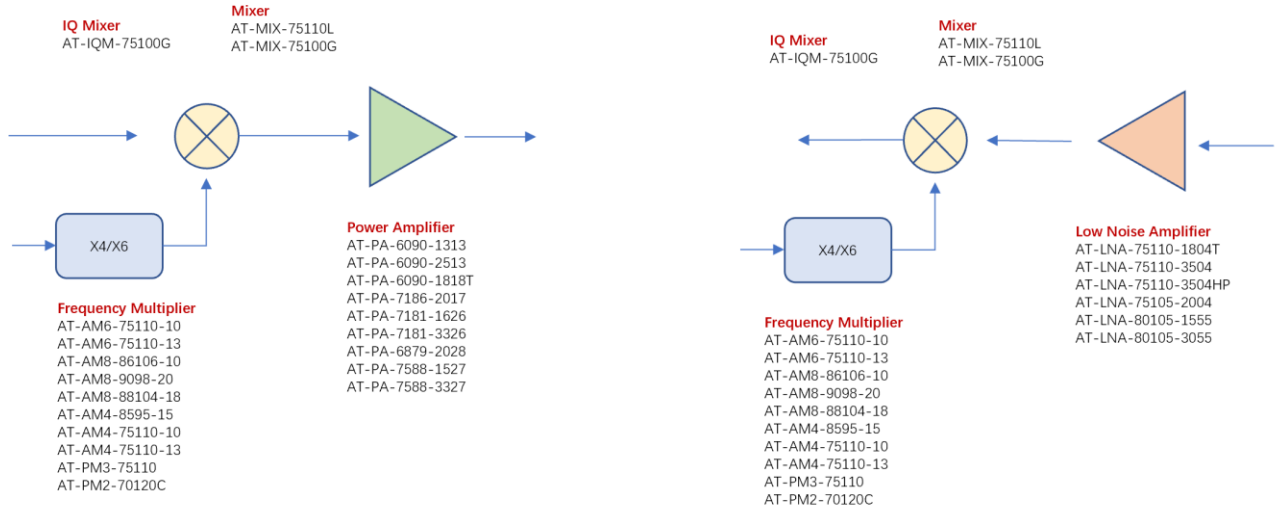 IQ Mixer
AT-IQM-75100G
Mixer
AT-MIX-75110L
AT-MIX-75100G
X4/X6
Power Amplifier
AT-PA-6090-1313
AT-PA-6090-2513
AT-PA-6090-1818T
AT-PA-7186-2017
AT-PA-7181-1626
AT-PA-7181-3326
AT-PA-6879-2028
AT-PA-7588-1527
AT-PA-7588-3327
Frequency Multiplier
AT-AM6-75110-10
AT-AM6-75110-13
AT-AM8-86106-10
AT-AM8-9098-20
AT-AM8-88104-18
AT-AM4-8595-15
AT-AM4-75110-10
AT-AM4-75110-13
AT-PM3-75110
AT-PM2-70120C
IQ Mixer
AT-IQM-75100G
Mixer
AT-MIX-75110L
AT-MIX-75100G
X4/X6
Low Noise Amplifier
AT-LNA-75110-1804T
AT-LNA-75110-3504
AT-LNA-75110-3504HP
AT-LNA-75105-2004
AT-LNA-80105-1555
AT-LNA-80105-3055
Frequency Multiplier
AT-AM6-75110-10
AT-AM6-75110-13
AT-AM8-86106-10
AT-AM8-9098-20
AT-AM8-88104-18
AT-AM4-8595-15
AT-AM4-75110-10
AT-AM4-75110-13
AT-PM3-75110
AT-PM2-70120C